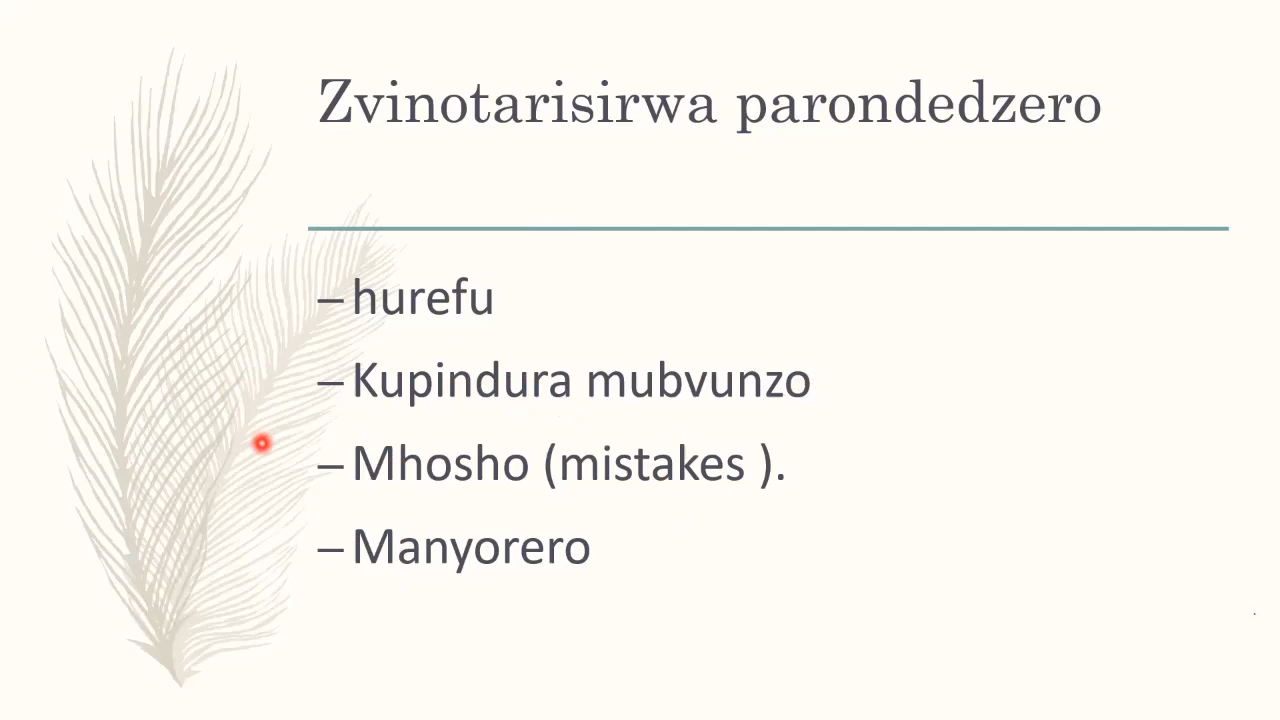 Zvinotarisirwa parondedzero
– hurefu
– Kupindura mubvunzo
– Mhosho (mistakes ).
– Manyorero